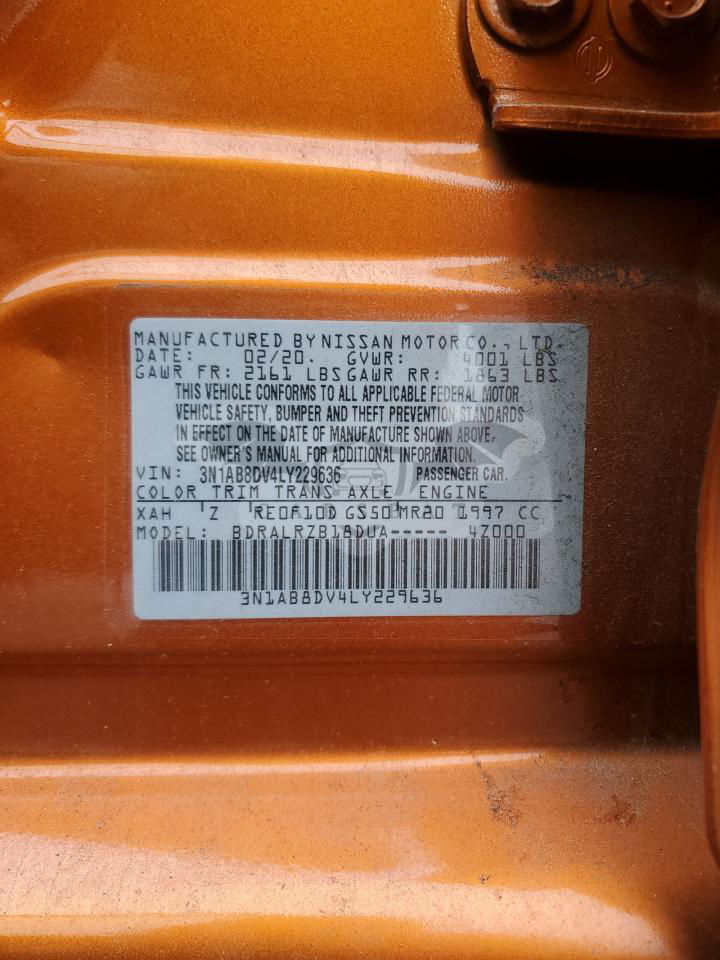 MANUFACTURED BY NISSAN MOTOR CO., LTD.
DATE: 02/20. GVWR: 4001 LBS
GAWR FR: 2161 LBS GAWR RR: 1863 LBS
THIS VEHICLE CONFORMS TO ALL APPLICABLE FEDERAL MOTOR
VEHICLE SAFETY, BUMPER AND THEFT PREVENTION STANDARDS
IN EFFECT ON THE DATE OF MANUFACTURE SHOWN ABOVE.
SEE OWNER'S MANUAL FOR ADDITIONAL INFORMATION.
VIN: 3N1AB8DV4LY229636 PASSENGER CAR.
COLOR TRIM TRANS AXLE ENGINE
XAH Z RE0F10D GS50 MR20 1997 CC
MODEL: BDRALRZB18DUA----- 4Z000
3N1AB8DV4LY229636